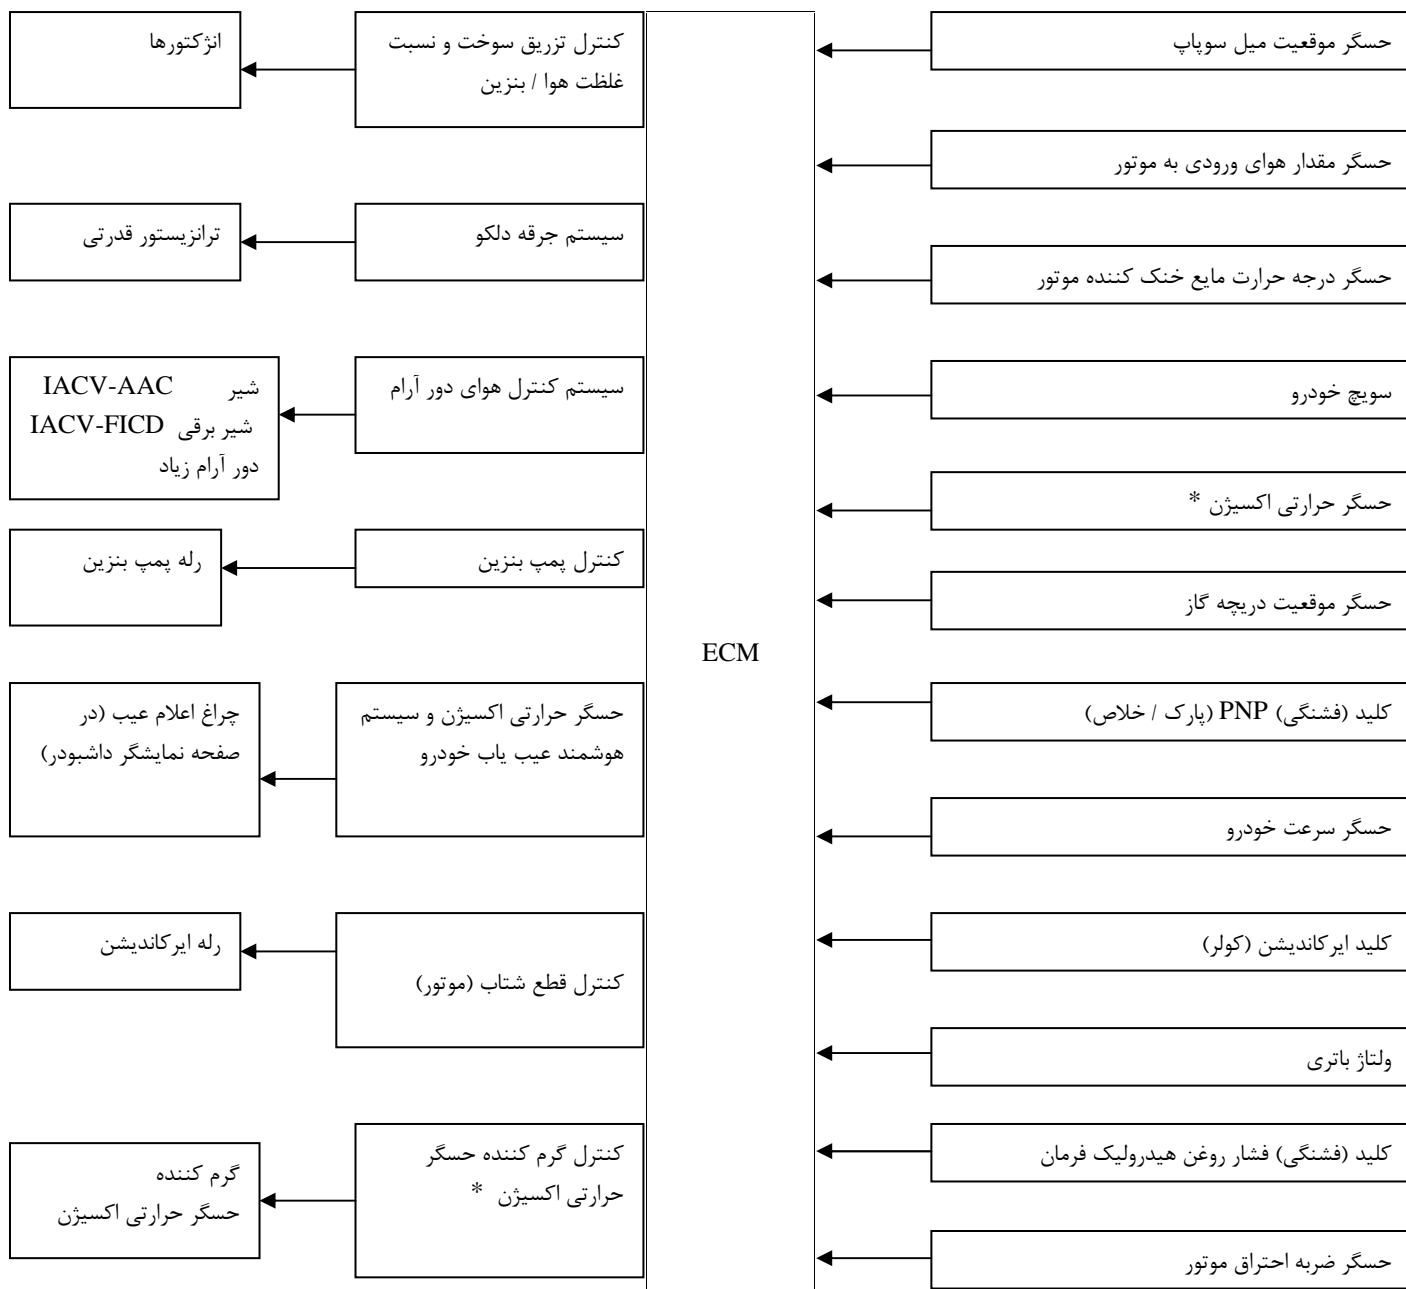 حسگر موقعیت میل سوپاپ
حسگر مقدار هوای ورودی به موتور
حسگر درجه حرارت مایع خنک کننده موتور
سویچ خودرو
حسگر حرارتی اکسیژن *
حسگر موقعیت دریچه گاز
کلید (فشنگی) PNP (پارک / خلاص)
حسگر سرعت خودرو
کلید ایرکاندیشن (کولر)
ولتاژ باتری
کلید (فشنگی) فشار روغن هیدرولیک فرمان
حسگر ضربه احتراق موتور
ECM
کنترل تزریق سوخت و نسبت
غلظت هوا / بنزین
انژکتورها
سیستم جرقه دلکو
ترانزیستور قدرتی
سیستم کنترل هوای دور آرام
شیر IACV-AAC
شیر برقی IACV-FICD
دور آرام زیاد
کنترل پمپ بنزین
رله پمپ بنزین
حسگر حرارتی اکسیژن و سیستم
هوشمند عیب یاب خودرو
چراغ اعلام عیب (در
صفحه نمایشگر داشبودر)
کنترل قطع شتاب (موتور)
رله ایرکاندیشن
کنترل گرم کننده حسگر
حرارتی اکسیژن *
گرم کننده
حسگر حرارتی اکسیژن